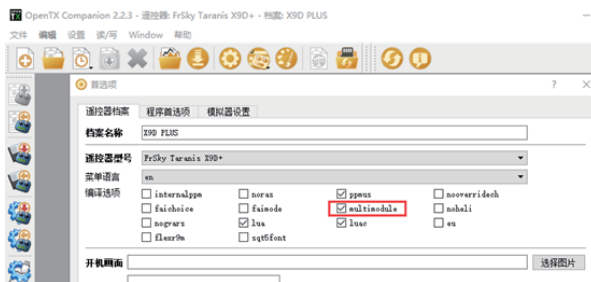 OpenTX Companion 2.2.3 - 遥控器: FrSky Taranis X9D+ - 档案: X9D PLUS
文件 编辑 设置 读/写 Window 帮助
首选项 ?
遥控器档案 程序首选项 模拟器设置
档案名称 X9D PLUS
遥控器型号 FrSky Taranis X9D+
菜单语言 en
编译选项 internalppm noras ppmus nooverridech
faichoice faimode multimodule noheli
nogvars lua luac eu
flexr9m sqt5font
开机画面 选择图片